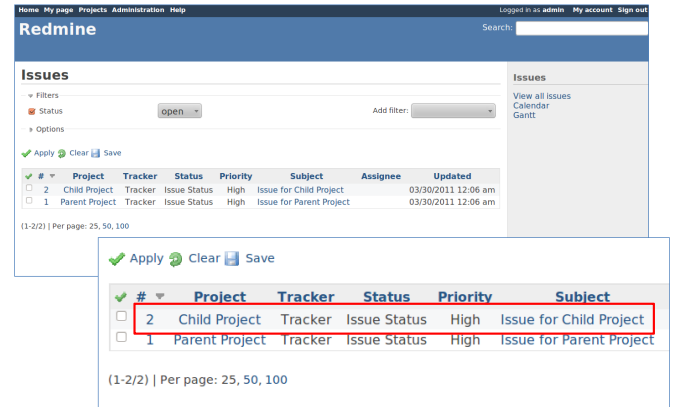 Home My page Projects Administration Help Logged in as admin My account Sign out
Redmine Search:
Issues
Filters
Status open Add filter:
Options
Apply Clear Save
# Project Tracker Status Priority Subject Assignee Updated
2 Child Project Tracker Issue Status High Issue for Child Project 03/30/2011 12:06 am
1 Parent Project Tracker Issue Status High Issue for Parent Project 03/30/2011 12:06 am
(1-2/2) | Per page: 25, 50, 100
Issues
View all issues
Calendar
Gantt
Apply Clear Save
# Project Tracker Status Priority Subject
2 Child Project Tracker Issue Status High Issue for Child Project
1 Parent Project Tracker Issue Status High Issue for Parent Project
(1-2/2) | Per page: 25, 50, 100